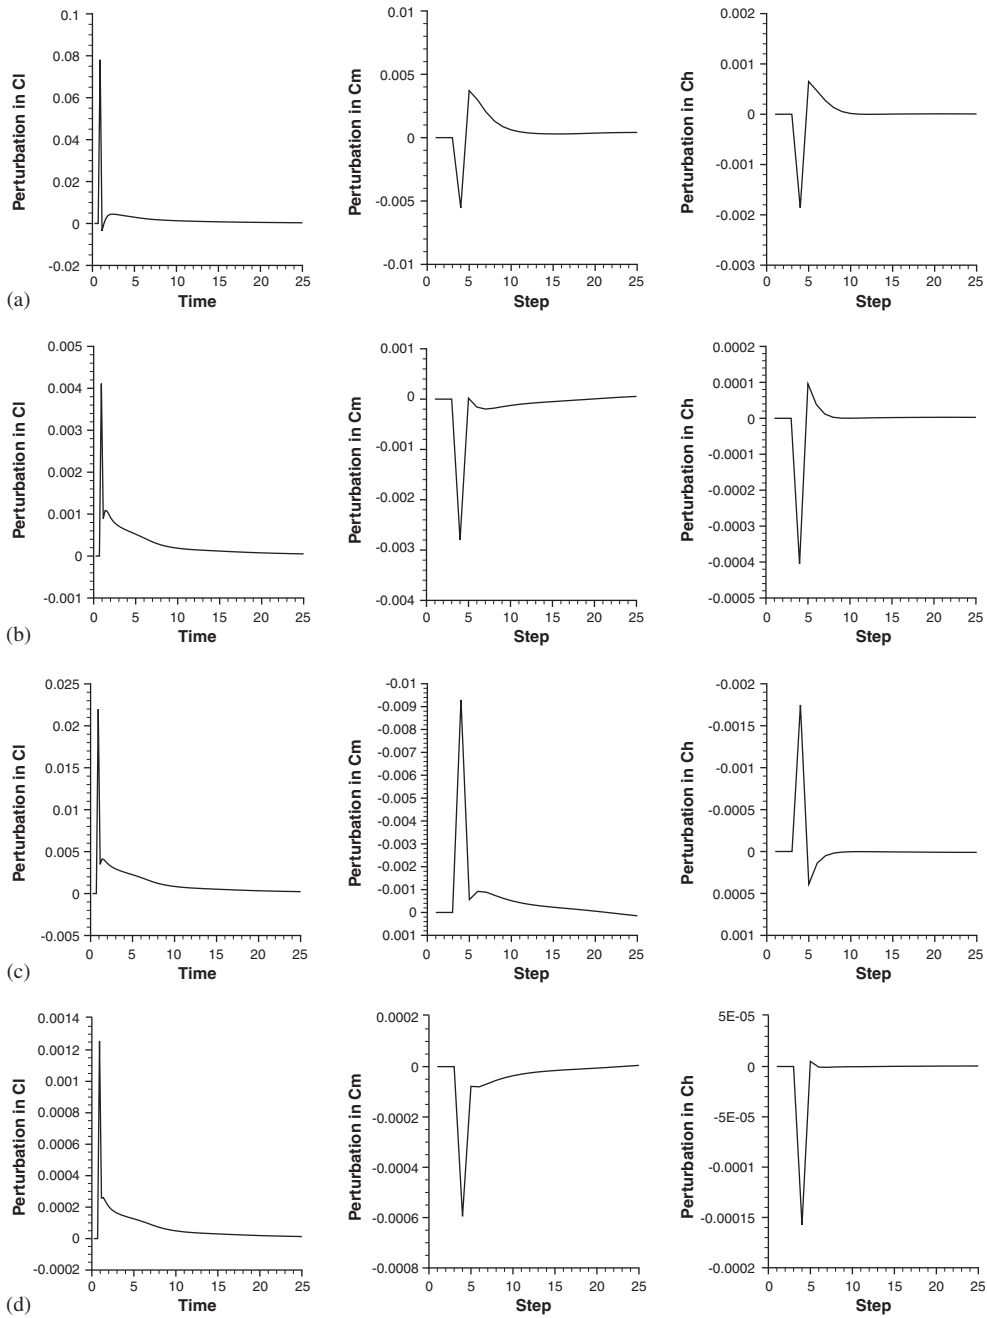 0.1
0.08
0.06
0.04
0.02
0
-0.02
Perturbation in Cl
0 5 10 15 20 25
Time
0.01
0.005
0
-0.005
-0.01
Perturbation in Cm
0 5 10 15 20 25
Step
0.002
0.001
0
-0.001
-0.002
-0.003
Perturbation in Ch
0 5 10 15 20 25
Step
(a)
0.005
0.004
0.003
0.002
0.001
0
-0.001
Perturbation in Cl
0 5 10 15 20 25
Time
0.001
0
-0.001
-0.002
-0.003
-0.004
Perturbation in Cm
0 5 10 15 20 25
Step
0.0002
0.0001
0
-0.0001
-0.0002
-0.0003
-0.0004
-0.0005
Perturbation in Ch
0 5 10 15 20 25
Step
(b)
0.025
0.02
0.015
0.01
0.005
0
-0.005
Perturbation in Cl
0 5 10 15 20 25
Time
-0.01
-0.009
-0.008
-0.007
-0.006
-0.005
-0.004
-0.003
-0.002
-0.001
0
0.001
Perturbation in Cm
0 5 10 15 20 25
Step
-0.002
-0.0015
-0.001
-0.0005
0
0.0005
0.001
Perturbation in Ch
0 5 10 15 20 25
Step
(c)
0.0014
0.0012
0.001
0.0008
0.0006
0.0004
0.0002
0
-0.0002
Perturbation in Cl
0 5 10 15 20 25
Time
0.0002
0
-0.0002
-0.0004
-0.0006
-0.0008
Perturbation in Cm
0 5 10 15 20 25
Step
5E-05
0
-5E-05
-0.0001
-0.00015
-0.0002
Perturbation in Ch
0 5 10 15 20 25
Step
(d)